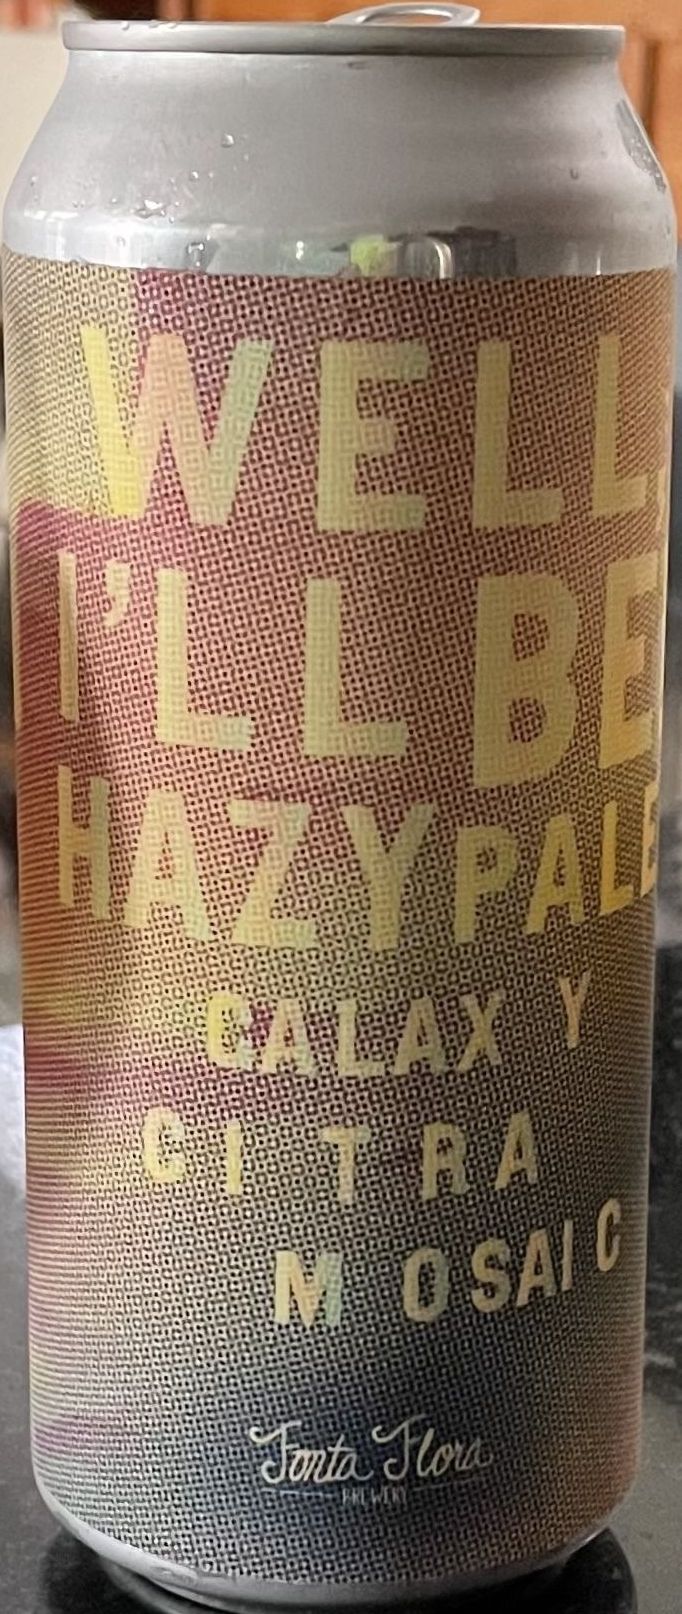 WELL,
I'LL BE
HAZY PALE
GALAXY
CITRA
MOSAIC
Fonta Flora
BREWERY